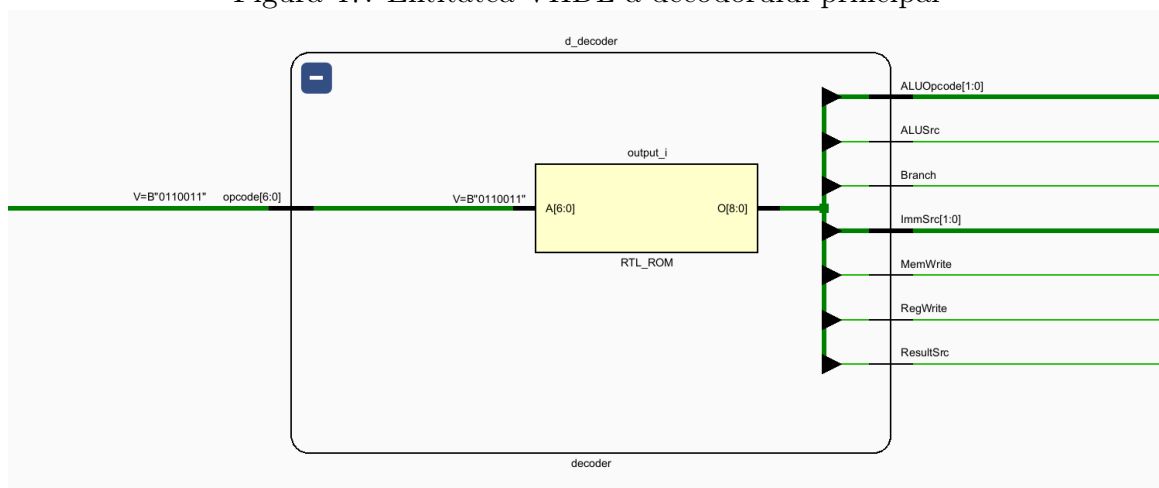 d_decoder
ALUOpcode[1:0]
ALUSrc
output_i
Branch
V=B"0110011" opcode[6:0] V=B"0110011" A[6:0] O[8:0]
ImmSrc[1:0]
RTL_ROM
MemWrite
RegWrite
ResultSrc
decoder